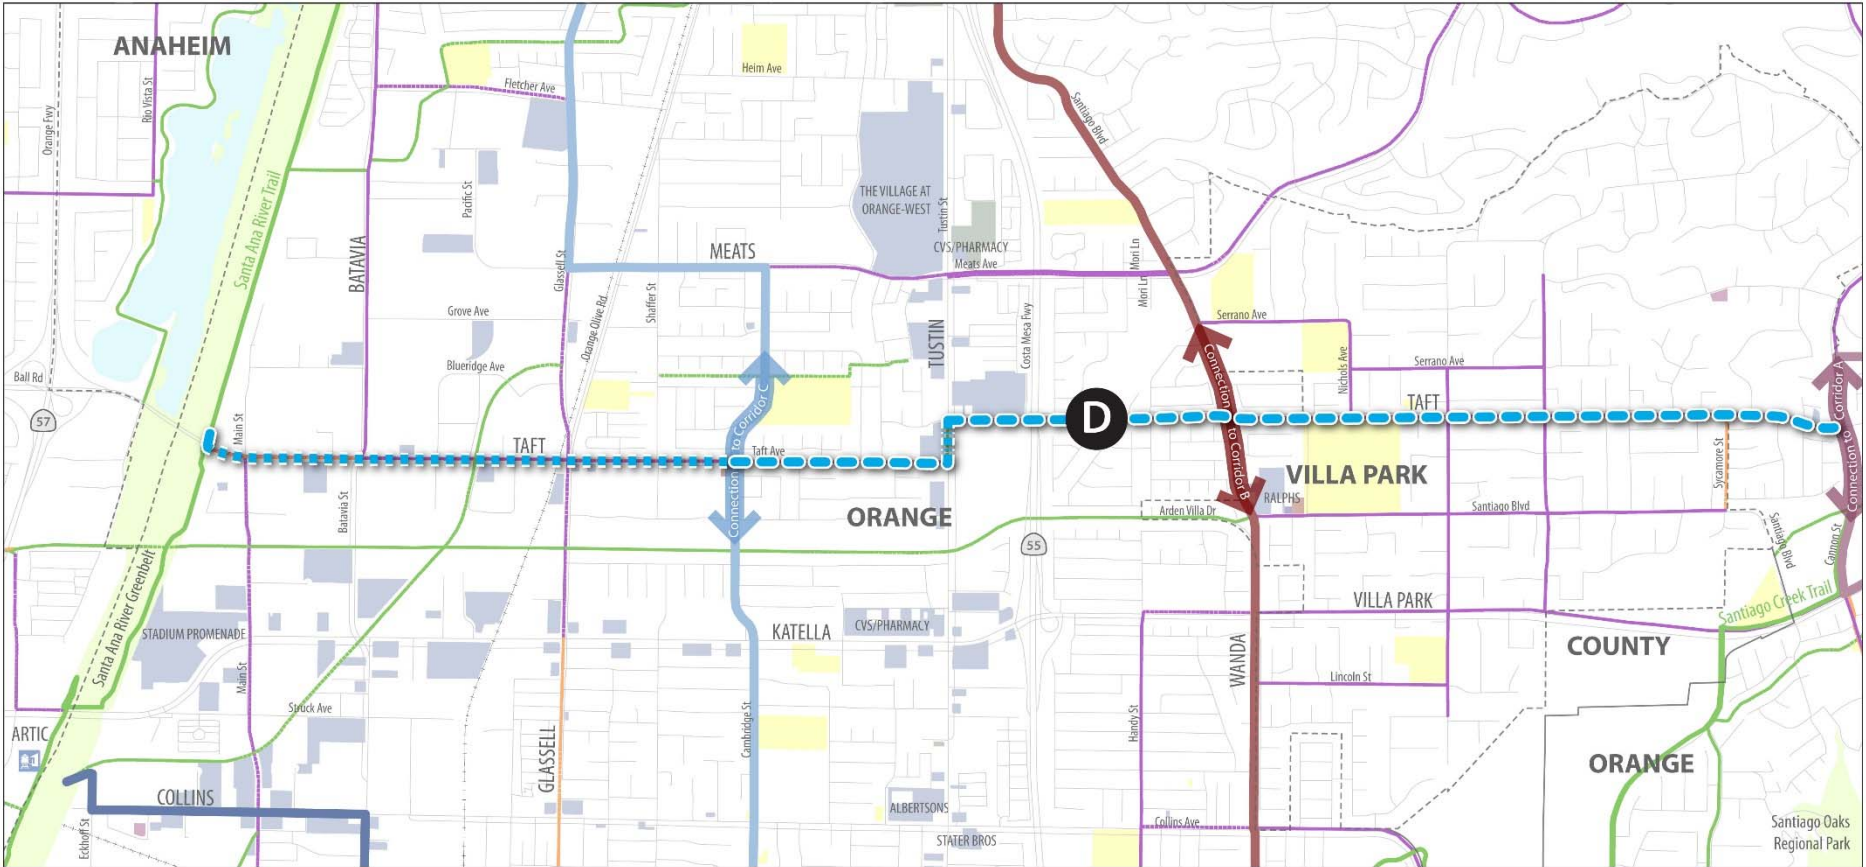 ANAHEIM
Rio Vista St
Orange Fwy
Fletcher Ave
Heim Ave
Santiago Blvd
Santa Ana River Trail
Pacific St
THE VILLAGE AT
ORANGE-WEST
Tustin St
CVS/PHARMACY
Meats Ave
MEATS
BATAVIA
Glassell St
Mori Ln
Mori Ln
Shaffer St
Orange Olive Rd
Grove Ave
Blueridge Ave
TUSTIN
Costa Mesa Fwy
Serrano Ave
Serrano Ave
Nichols Ave
Ball Rd
57
Main St
Connection to Corridor C
Connection to Corridor B
Connection to Corridor A
D
TAFT
TAFT
Taft Ave
Connection
Connection to
VILLA PARK
RALPHS
Sycamore St
Batavia St
ORANGE
Arden Villa Dr
Santiago Blvd
Santiago Blvd
Cannon St
55
Santa Ana River Greenbelt
STADIUM PROMENADE
KATELLA
CVS/PHARMACY
VILLA PARK
Santiago Creek Trail
COUNTY
WANDA
Main St
Lincoln St
Struck Ave
Handy St
ARTIC
GLASSELL
Cambridge St
ORANGE
COLLINS
Eckhoff St
ALBERTSONS
STATER BROS
Collins Ave
Santiago Oaks
Regional Park